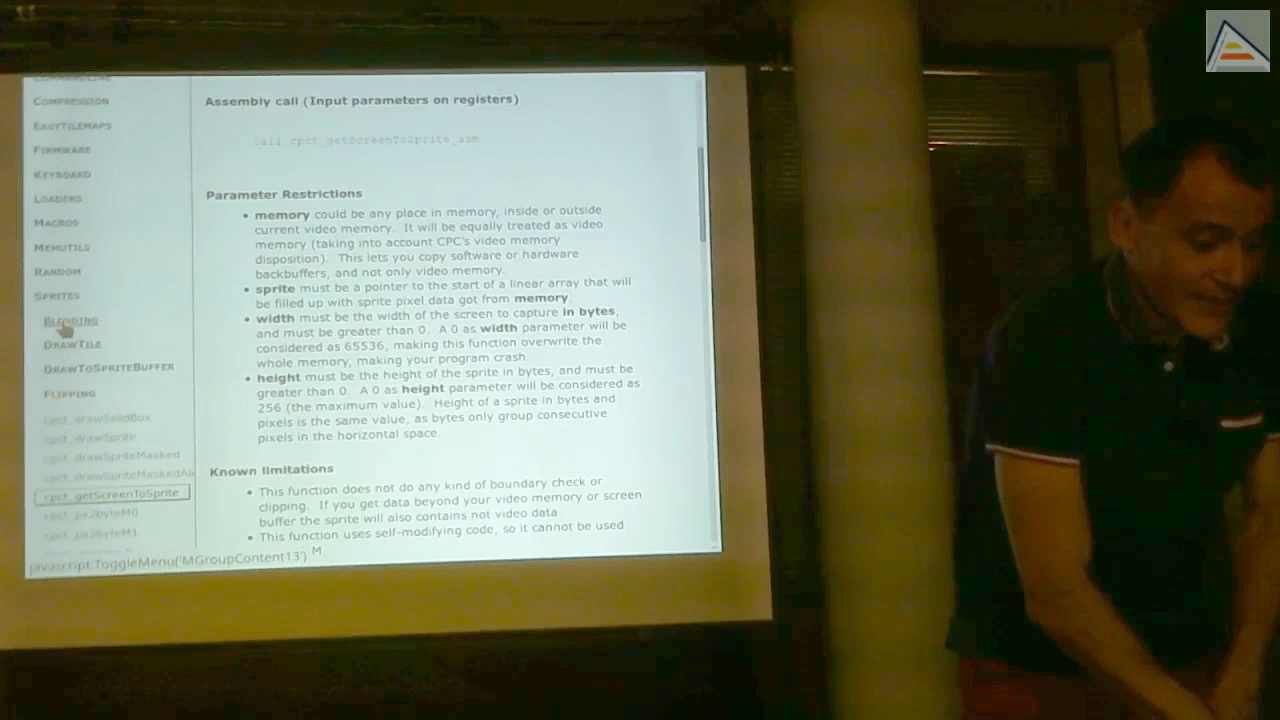 COMMANDLINE
COMPRESSION
EASYTILEMAPS
FIRMWARE
KEYBOARD
LOADERS
MACROS
MEMUTILS
RANDOM
SPRITES
BLENDING
DRAWTILE
DRAWTOSPRITEBUFFER
FLIPPING
cpct_drawSolidBox
cpct_drawSprite
cpct_drawSpriteMasked
cpct_drawSpriteMaskedAl
cpct_getScreenToSprite
cpct_px2byteM0
cpct_px2byteM1
javascript:ToggleMenu('MGroupContent13')
Assembly call (Input parameters on registers)
call cpct_getScreenToSprite_asm
Parameter Restrictions
• memory could be any place in memory, inside or outside
current video memory. It will be equally treated as video
memory (taking into account CPC's video memory
disposition). This lets you copy software or hardware
backbuffers, and not only video memory.
• sprite must be a pointer to the start of a linear array that will
be filled up with sprite pixel data got from memory.
• width must be the width of the screen to capture in bytes,
and must be greater than 0. A 0 as width parameter will be
considered as 65536, making this function overwrite the
whole memory, making your program crash.
• height must be the height of the sprite in bytes, and must be
greater than 0. A 0 as height parameter will be considered as
256 (the maximum value). Height of a sprite in bytes and
pixels is the same value, as bytes only group consecutive
pixels in the horizontal space.
Known limitations
• This function does not do any kind of boundary check or
clipping. If you get data beyond your video memory or screen
buffer the sprite will also contains not video data.
• This function uses self-modifying code, so it cannot be used